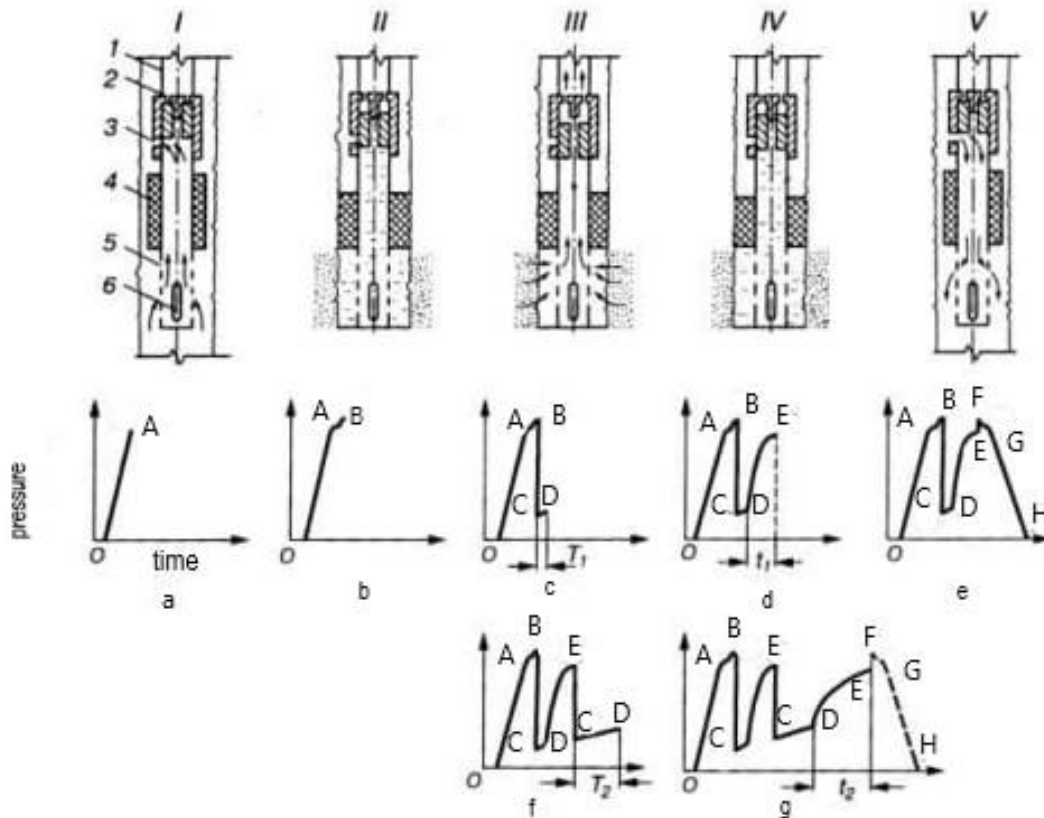 I II III IV V
1
2
3
4
5
6
pressure
A
O
time
a
A B
O
b
A B
C D
O
T1
c
B
A E
C D
O
t1
d
B F
A E G
D
H
O
e
B E
A
C D C D
O
T2
f
B E F
A E G
C C D
H
O
t2
g